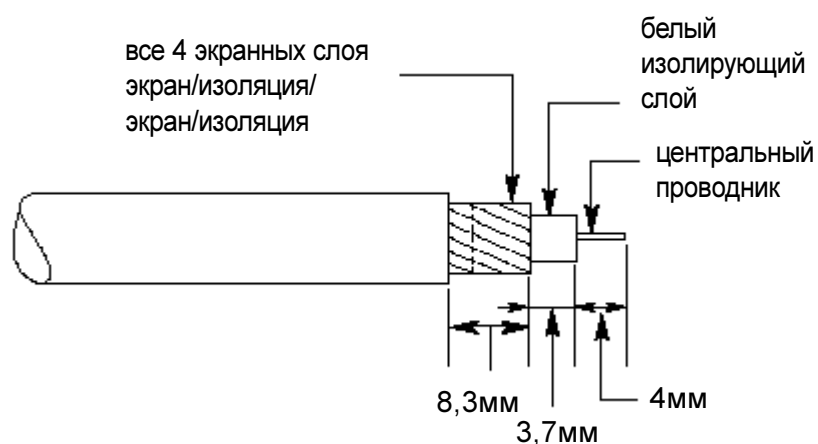 все 4 экранных слоя
экран/изоляция/
экран/изоляция
белый
изолирующий
слой
центральный
проводник
8,3мм
3,7мм
4мм